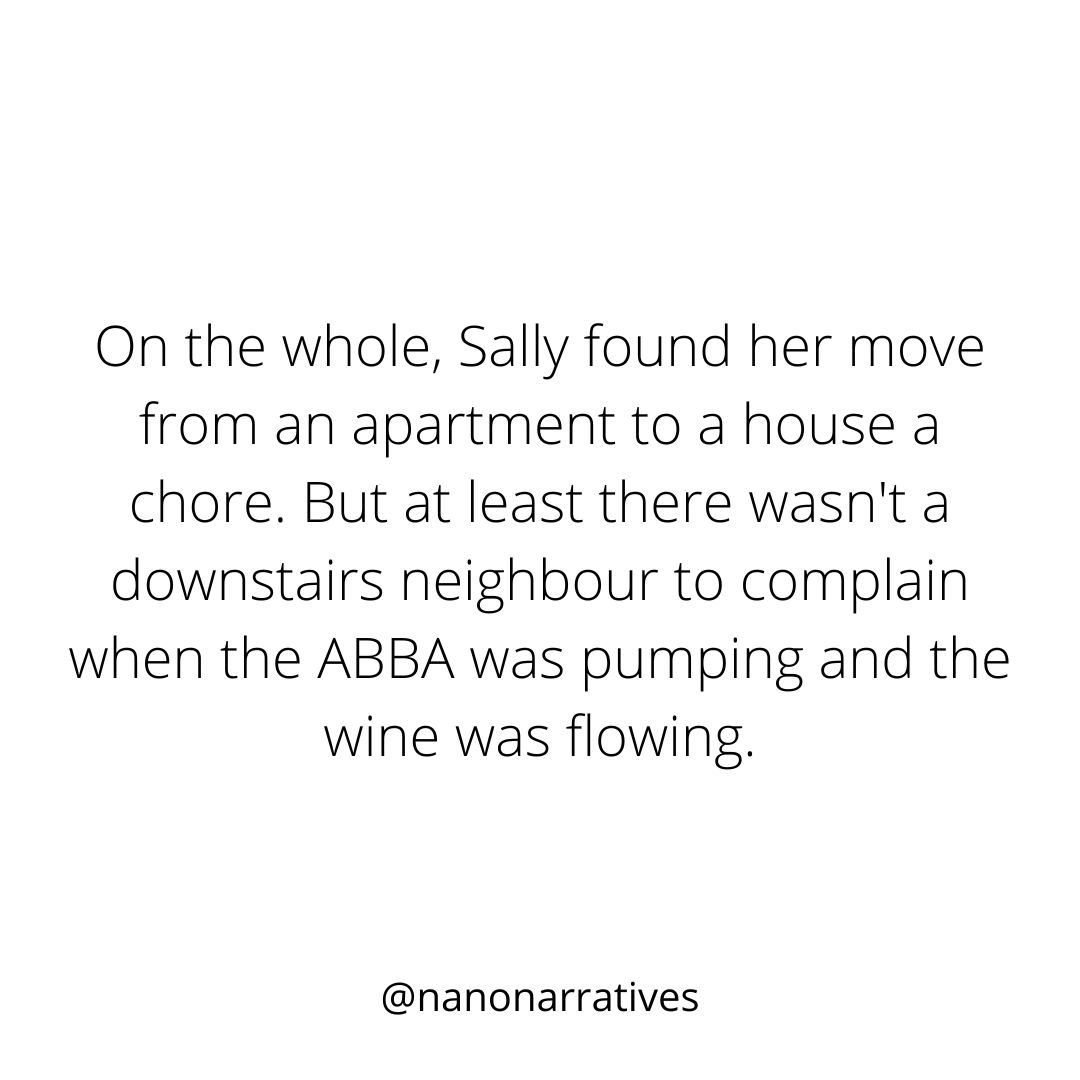 On the whole, Sally found her move
from an apartment to a house a
chore. But at least there wasn't a
downstairs neighbour to complain
when the ABBA was pumping and the
wine was flowing.
@nanonarratives